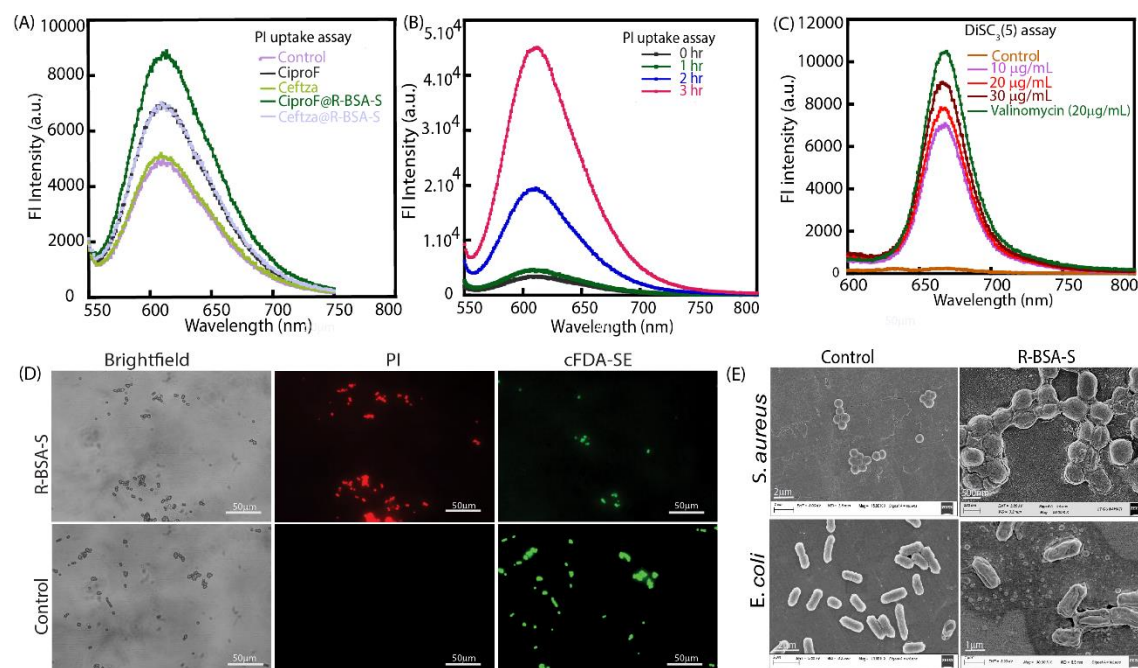 (A)
PI uptake assay
Control
CiproF
Ceftza
CiproF@R-BSA-S
Ceftza@R-BSA-S
FI Intensity (a.u.)
10000
8000
6000
4000
2000
0
550 600 650 700 750 800
Wavelength (nm)
(B)
PI uptake assay
0 hr
1 hr
2 hr
3 hr
FI Intensity (a.u.)
5.10⁴
4.10⁴
3.10⁴
2.10⁴
1.10⁴
0
550 600 650 700 750 800
Wavelength (nm)
(C)
DiSC₃(5) assay
Control
10 µg/mL
20 µg/mL
30 µg/mL
Valinomycin (20µg/mL)
FI intensity (a.u.)
12000
10000
8000
6000
4000
2000
0
600 650 700 750 800
Wavelength (nm)
(D)
Brightfield PI cFDA-SE
R-BSA-S
50µm 50µm 50µm
Control
50µm 50µm 50µm
(E)
Control R-BSA-S
S. aureus
2µm 500nm
E. coli
1µm